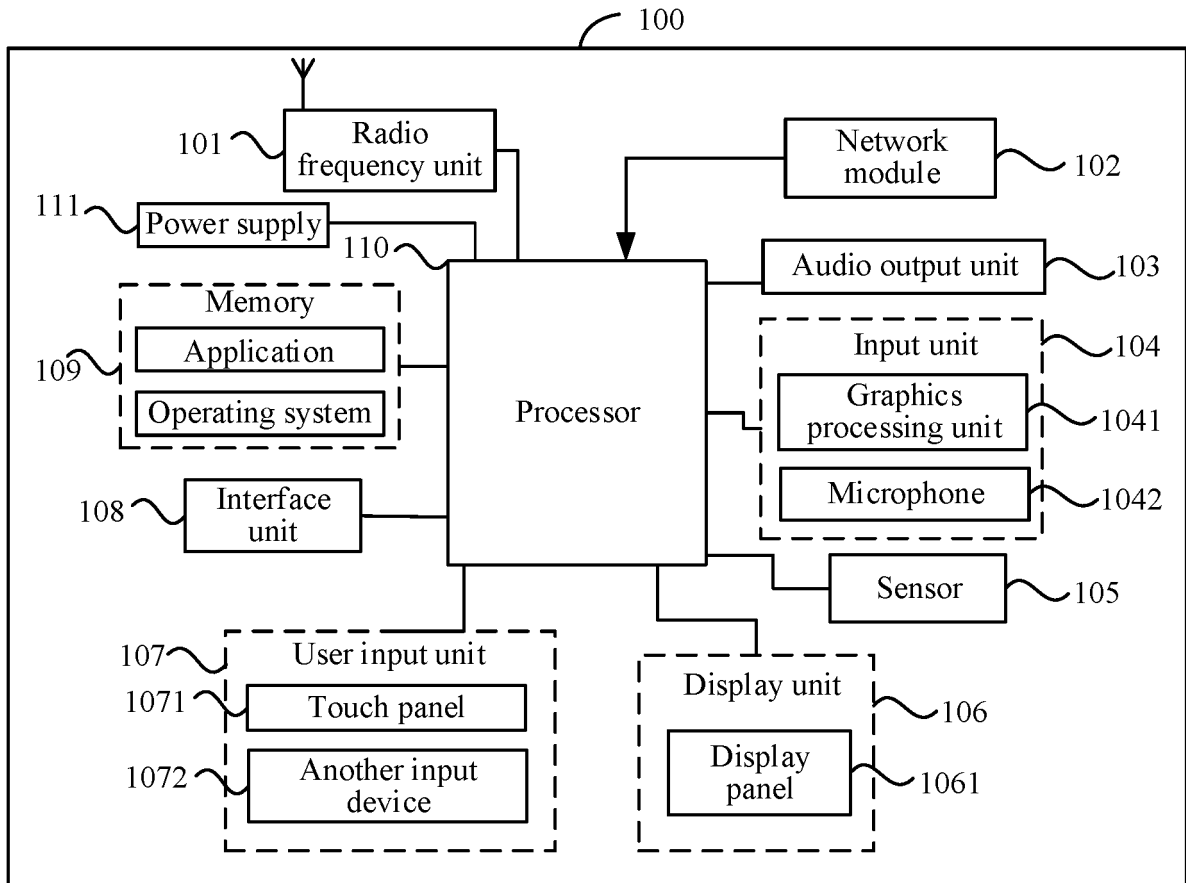 100
101
Radio
frequency unit
Network
module
102
111
Power supply
110
Audio output unit
103
Memory
Application
Operating system
109
Processor
Input unit
104
Graphics
processing unit
1041
Microphone
1042
108
Interface
unit
Sensor
105
107
User input unit
1071
Touch panel
1072
Another input
device
Display unit
106
Display
panel
1061